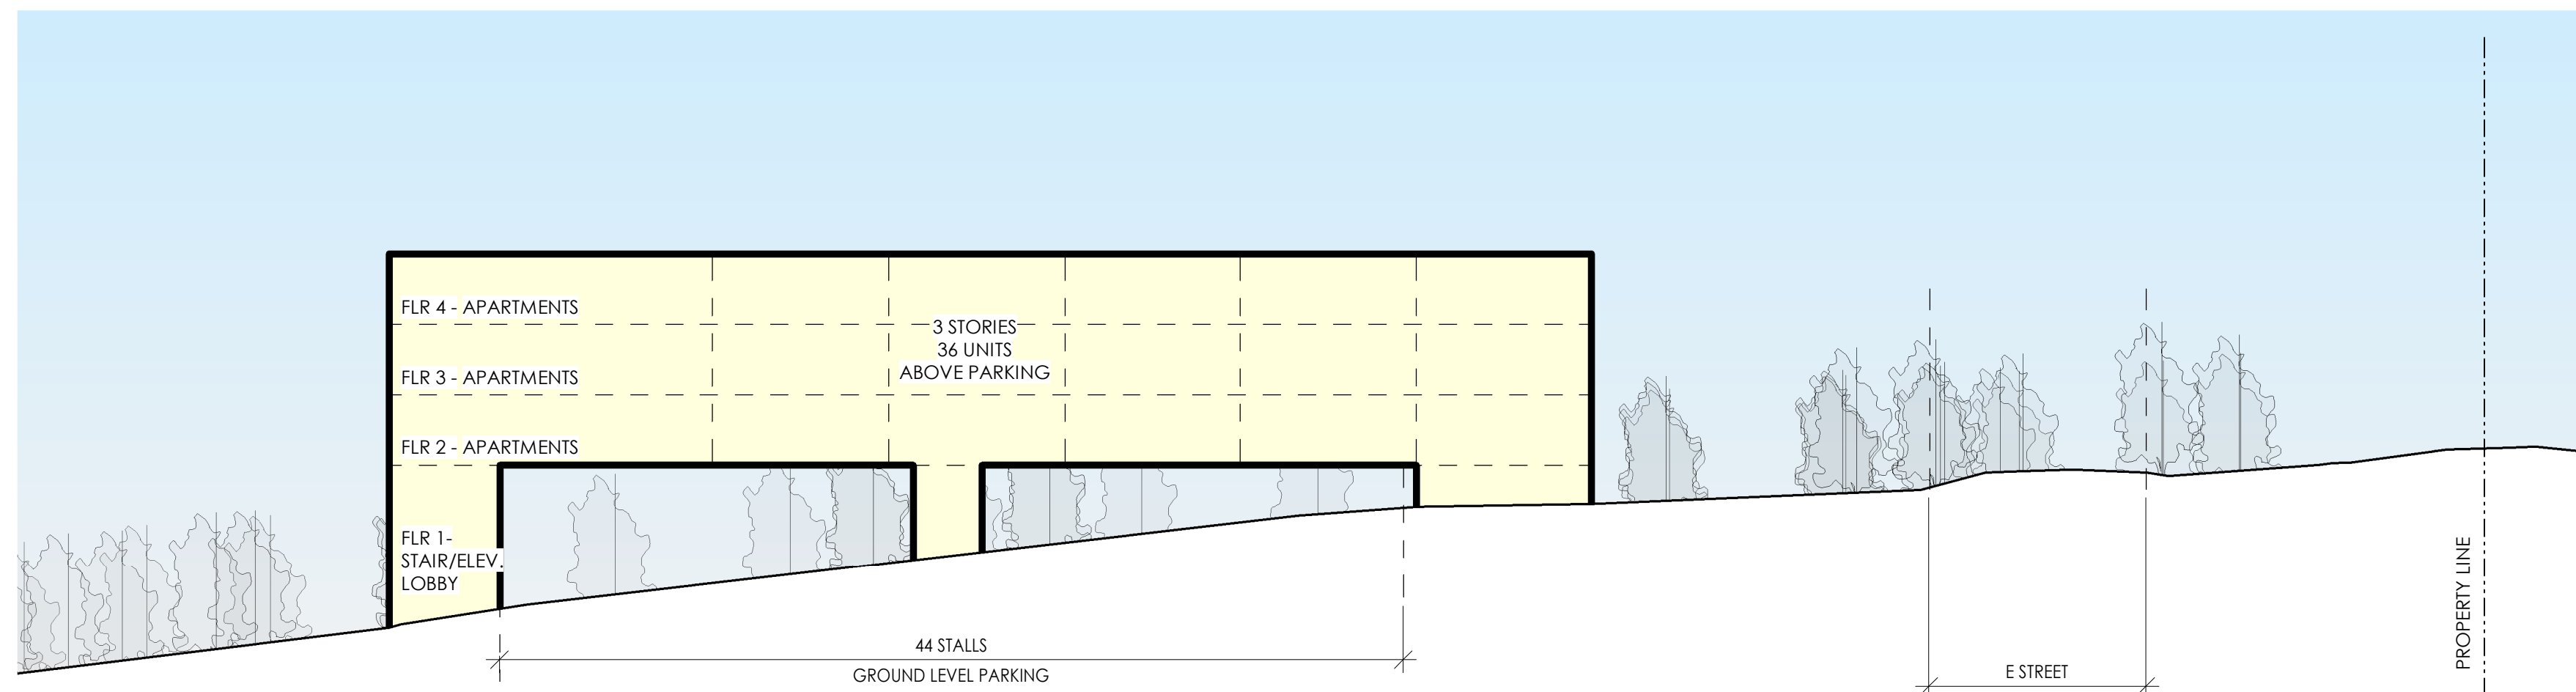 FLR 4 - APARTMENTS
3 STORIES
36 UNITS
ABOVE PARKING
FLR 3 - APARTMENTS
FLR 2 - APARTMENTS
FLR 1-
STAIR/ELEV.
LOBBY
44 STALLS
GROUND LEVEL PARKING
E STREET
PROPERTY LINE